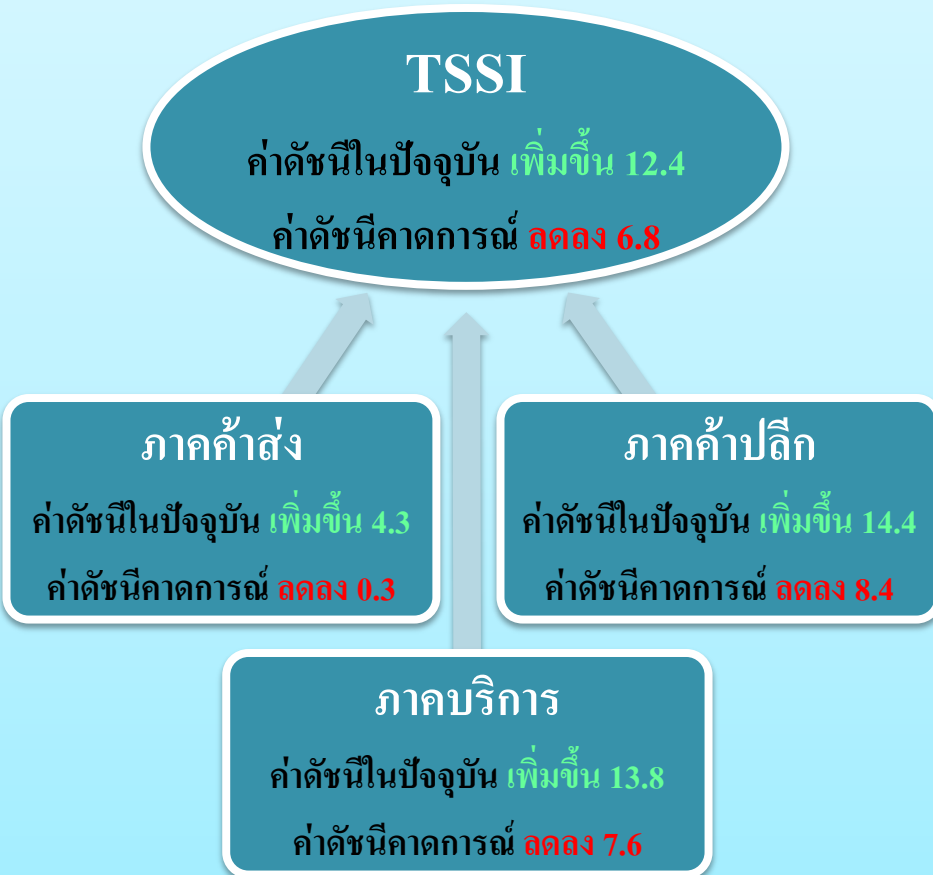 TSSI
ค่าดัชนีในปัจจุบัน เพิ่มขึ้น 12.4
ค่าดัชนีคาดการณ์ ลดลง 6.8
ภาคค้าส่ง
ค่าดัชนีในปัจจุบัน เพิ่มขึ้น 4.3
ค่าดัชนีคาดการณ์ ลดลง 0.3
ภาคค้าปลีก
ค่าดัชนีในปัจจุบัน เพิ่มขึ้น 14.4
ค่าดัชนีคาดการณ์ ลดลง 8.4
ภาคบริการ
ค่าดัชนีในปัจจุบัน เพิ่มขึ้น 13.8
ค่าดัชนีคาดการณ์ ลดลง 7.6